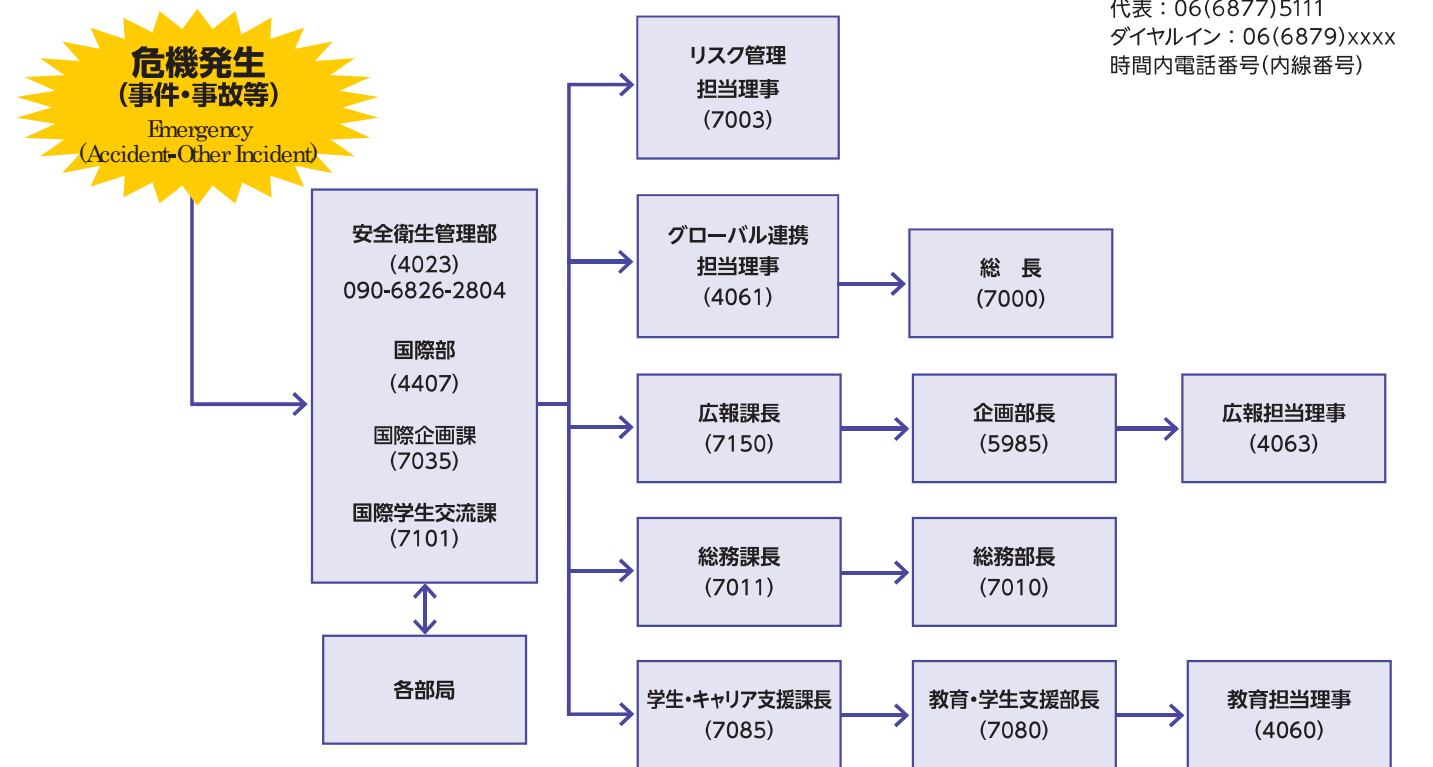 代表：06(6877)5111
ダイヤルイン：06(6879)xxxx
時間内電話番号(内線番号)
危機発生
(事件・事故等)
Emergency
(Accident-Other Incident)
安全衛生管理部
(4023)
090-6826-2804
国際部
(4407)
国際企画課
(7035)
国際学生交流課
(7101)
各部局
リスク管理
担当理事
(7003)
グローバル連携
担当理事
(4061)
総　長
(7000)
広報課長
(7150)
企画部長
(5985)
広報担当理事
(4063)
総務課長
(7011)
総務部長
(7010)
学生・キャリア支援課長
(7085)
教育・学生支援部長
(7080)
教育担当理事
(4060)